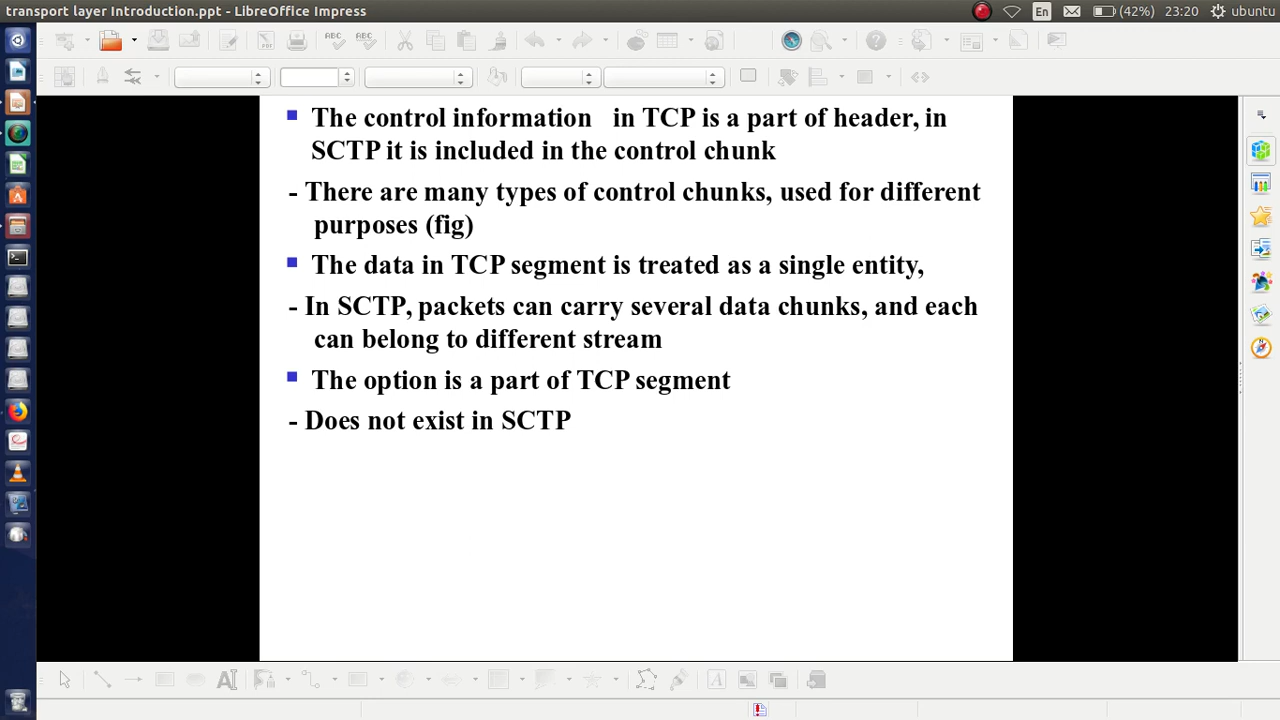 transport layer Introduction.ppt - LibreOffice Impress
En
(42%)
23:20
ubuntu
The control information in TCP is a part of header, in
SCTP it is included in the control chunk
- There are many types of control chunks, used for different
purposes (fig)
The data in TCP segment is treated as a single entity,
- In SCTP, packets can carry several data chunks, and each
can belong to different stream
The option is a part of TCP segment
- Does not exist in SCTP